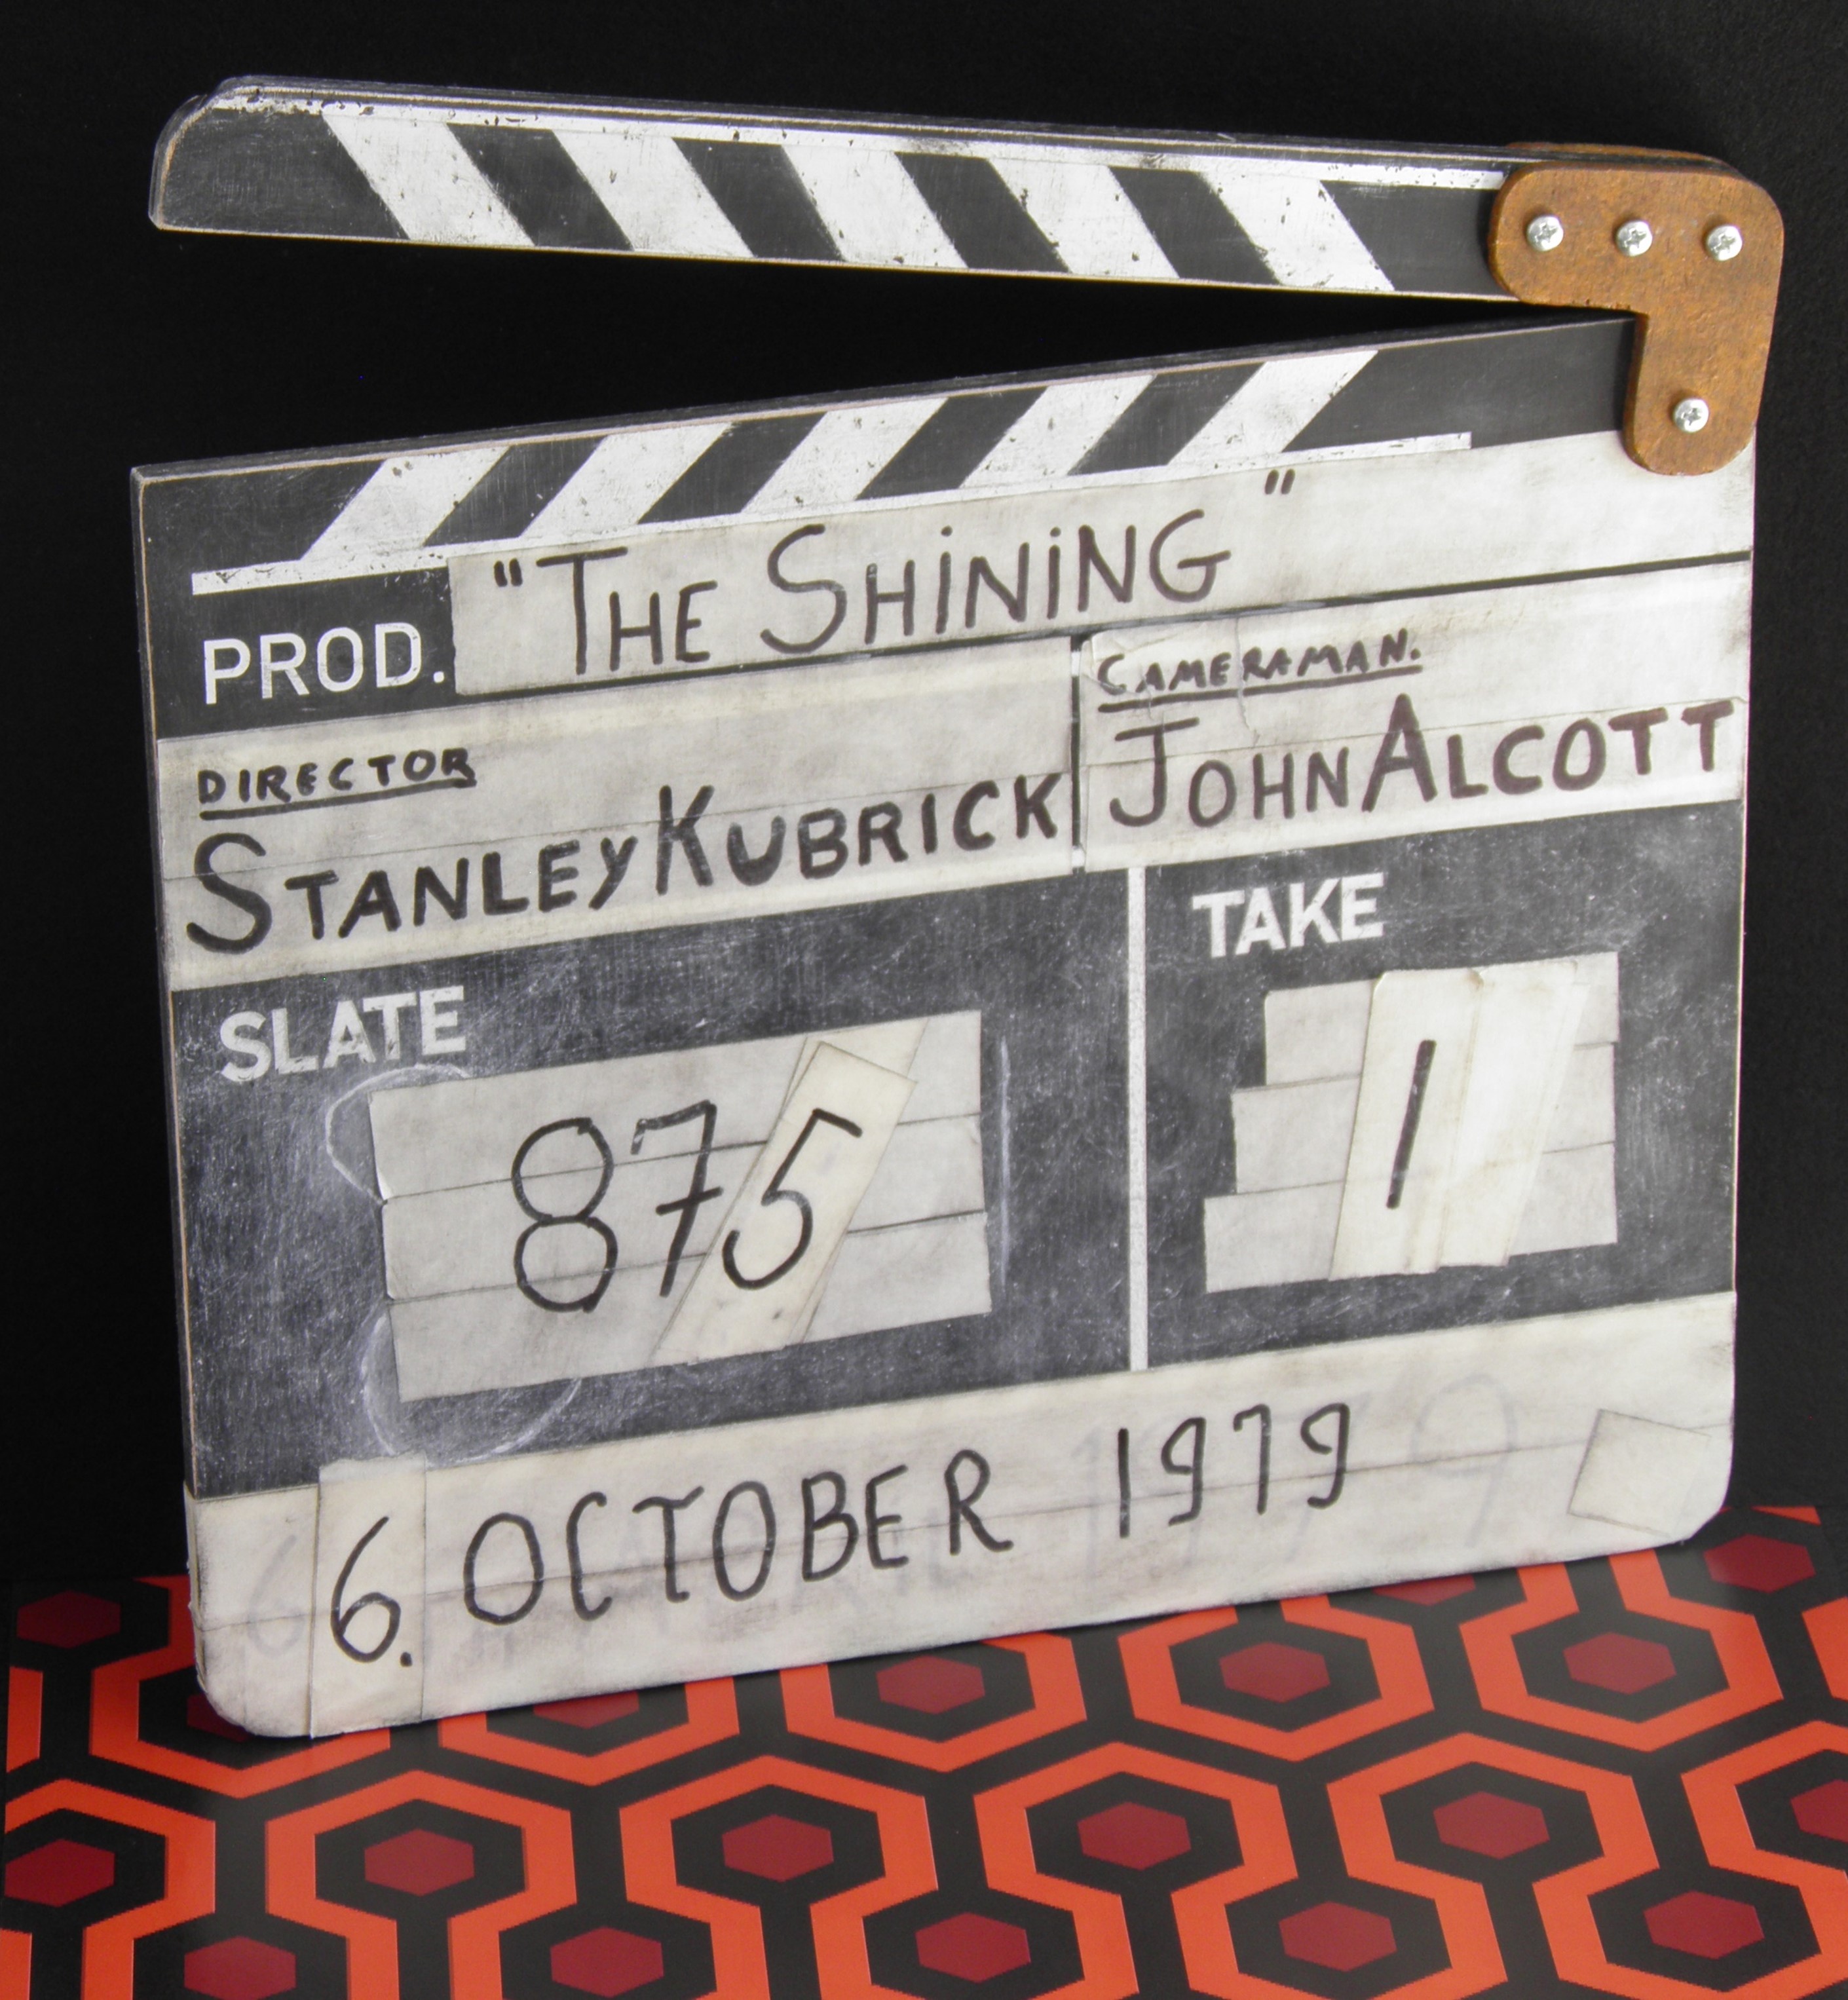 PROD. "THE SHiNiNG"
DIRECTOR
STANLEY KUBRICK
CAMERAMAN.
JOHN ALCOTT
SLATE
875
TAKE
1
6. OCTOBER 1979